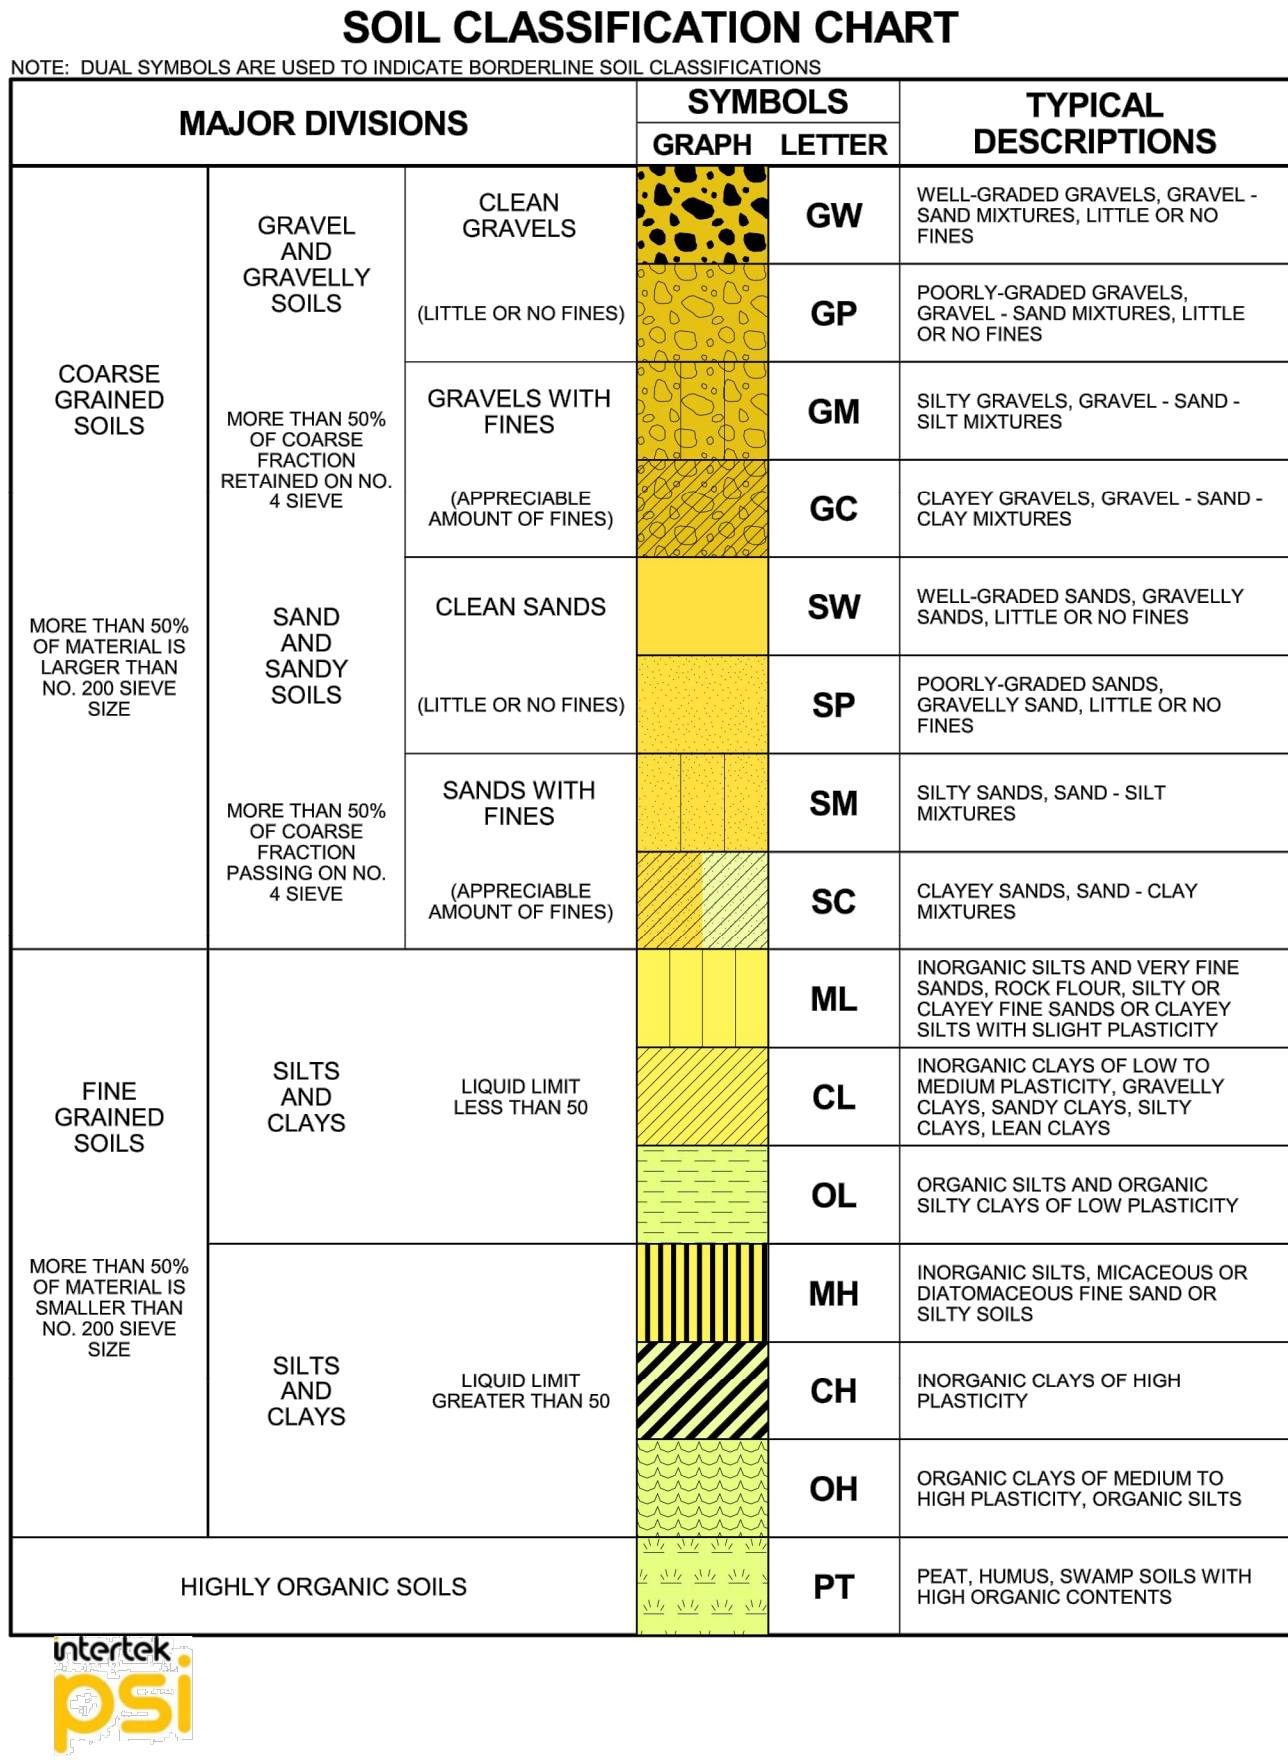 SOIL CLASSIFICATION CHART
NOTE:  DUAL SYMBOLS ARE USED TO INDICATE BORDERLINE SOIL CLASSIFICATIONS
MAJOR DIVISIONS
SYMBOLS
GRAPH
LETTER
TYPICAL
DESCRIPTIONS
COARSE
GRAINED
SOILS
MORE THAN 50%
OF MATERIAL IS
LARGER THAN
NO. 200 SIEVE
SIZE
GRAVEL
AND
GRAVELLY
SOILS
MORE THAN 50%
OF COARSE
FRACTION
RETAINED ON NO.
4 SIEVE
CLEAN
GRAVELS
(LITTLE OR NO FINES)
GW
WELL-GRADED GRAVELS, GRAVEL -
SAND MIXTURES, LITTLE OR NO
FINES
GP
POORLY-GRADED GRAVELS,
GRAVEL - SAND MIXTURES, LITTLE
OR NO FINES
GRAVELS WITH
FINES
(APPRECIABLE
AMOUNT OF FINES)
GM
SILTY GRAVELS, GRAVEL - SAND -
SILT MIXTURES
GC
CLAYEY GRAVELS, GRAVEL - SAND -
CLAY MIXTURES
SAND
AND
SANDY
SOILS
MORE THAN 50%
OF COARSE
FRACTION
PASSING ON NO.
4 SIEVE
CLEAN SANDS
(LITTLE OR NO FINES)
SW
WELL-GRADED SANDS, GRAVELLY
SANDS, LITTLE OR NO FINES
SP
POORLY-GRADED SANDS,
GRAVELLY SAND, LITTLE OR NO
FINES
SANDS WITH
FINES
(APPRECIABLE
AMOUNT OF FINES)
SM
SILTY SANDS, SAND - SILT
MIXTURES
SC
CLAYEY SANDS, SAND - CLAY
MIXTURES
FINE
GRAINED
SOILS
MORE THAN 50%
OF MATERIAL IS
SMALLER THAN
NO. 200 SIEVE
SIZE
SILTS
AND
CLAYS
LIQUID LIMIT
LESS THAN 50
ML
INORGANIC SILTS AND VERY FINE
SANDS, ROCK FLOUR, SILTY OR
CLAYEY FINE SANDS OR CLAYEY
SILTS WITH SLIGHT PLASTICITY
CL
INORGANIC CLAYS OF LOW TO
MEDIUM PLASTICITY, GRAVELLY
CLAYS, SANDY CLAYS, SILTY
CLAYS, LEAN CLAYS
OL
ORGANIC SILTS AND ORGANIC
SILTY CLAYS OF LOW PLASTICITY
SILTS
AND
CLAYS
LIQUID LIMIT
GREATER THAN 50
MH
INORGANIC SILTS, MICACEOUS OR
DIATOMACEOUS FINE SAND OR
SILTY SOILS
CH
INORGANIC CLAYS OF HIGH
PLASTICITY
OH
ORGANIC CLAYS OF MEDIUM TO
HIGH PLASTICITY, ORGANIC SILTS
HIGHLY ORGANIC SOILS
PT
PEAT, HUMUS, SWAMP SOILS WITH
HIGH ORGANIC CONTENTS
intertek
psi